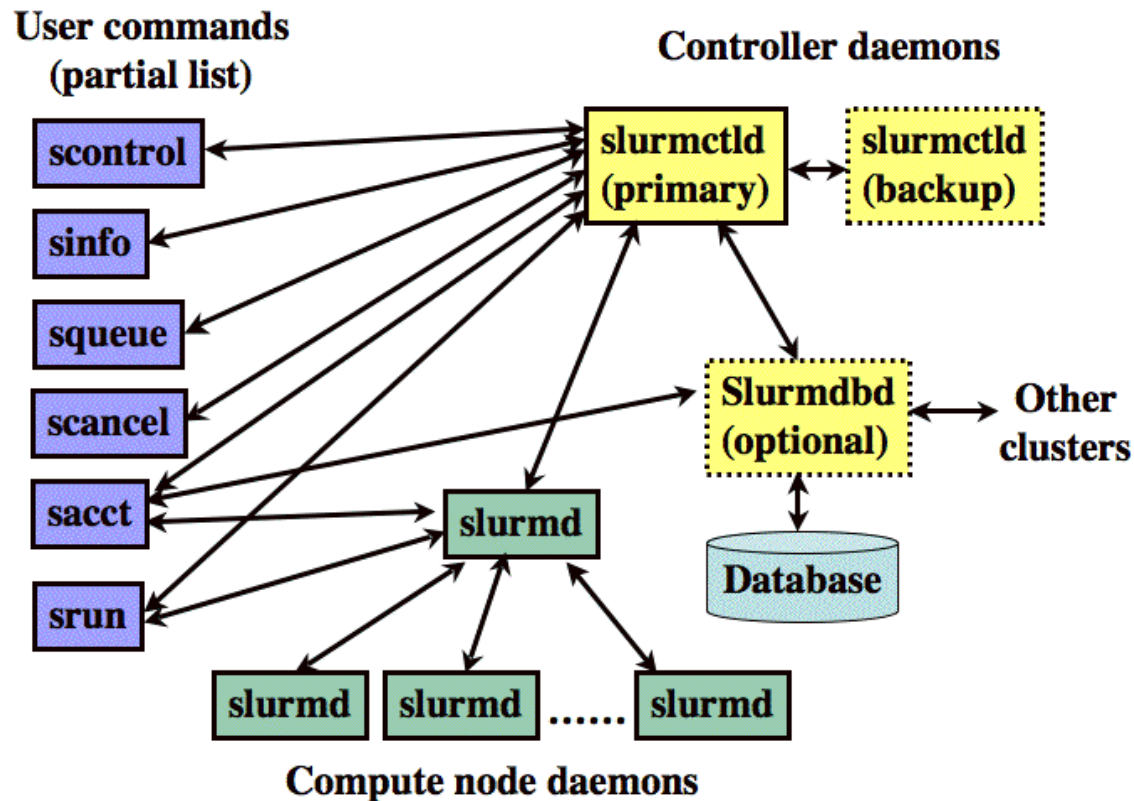 User commands
(partial list)
Controller daemons
scontrol
slurmctld
(primary)
slurmctld
(backup)
sinfo
squeue
scancel
Slurmdbd
(optional)
Other
clusters
sacct
slurmd
Database
srun
slurmd
slurmd
......
slurmd
Compute node daemons